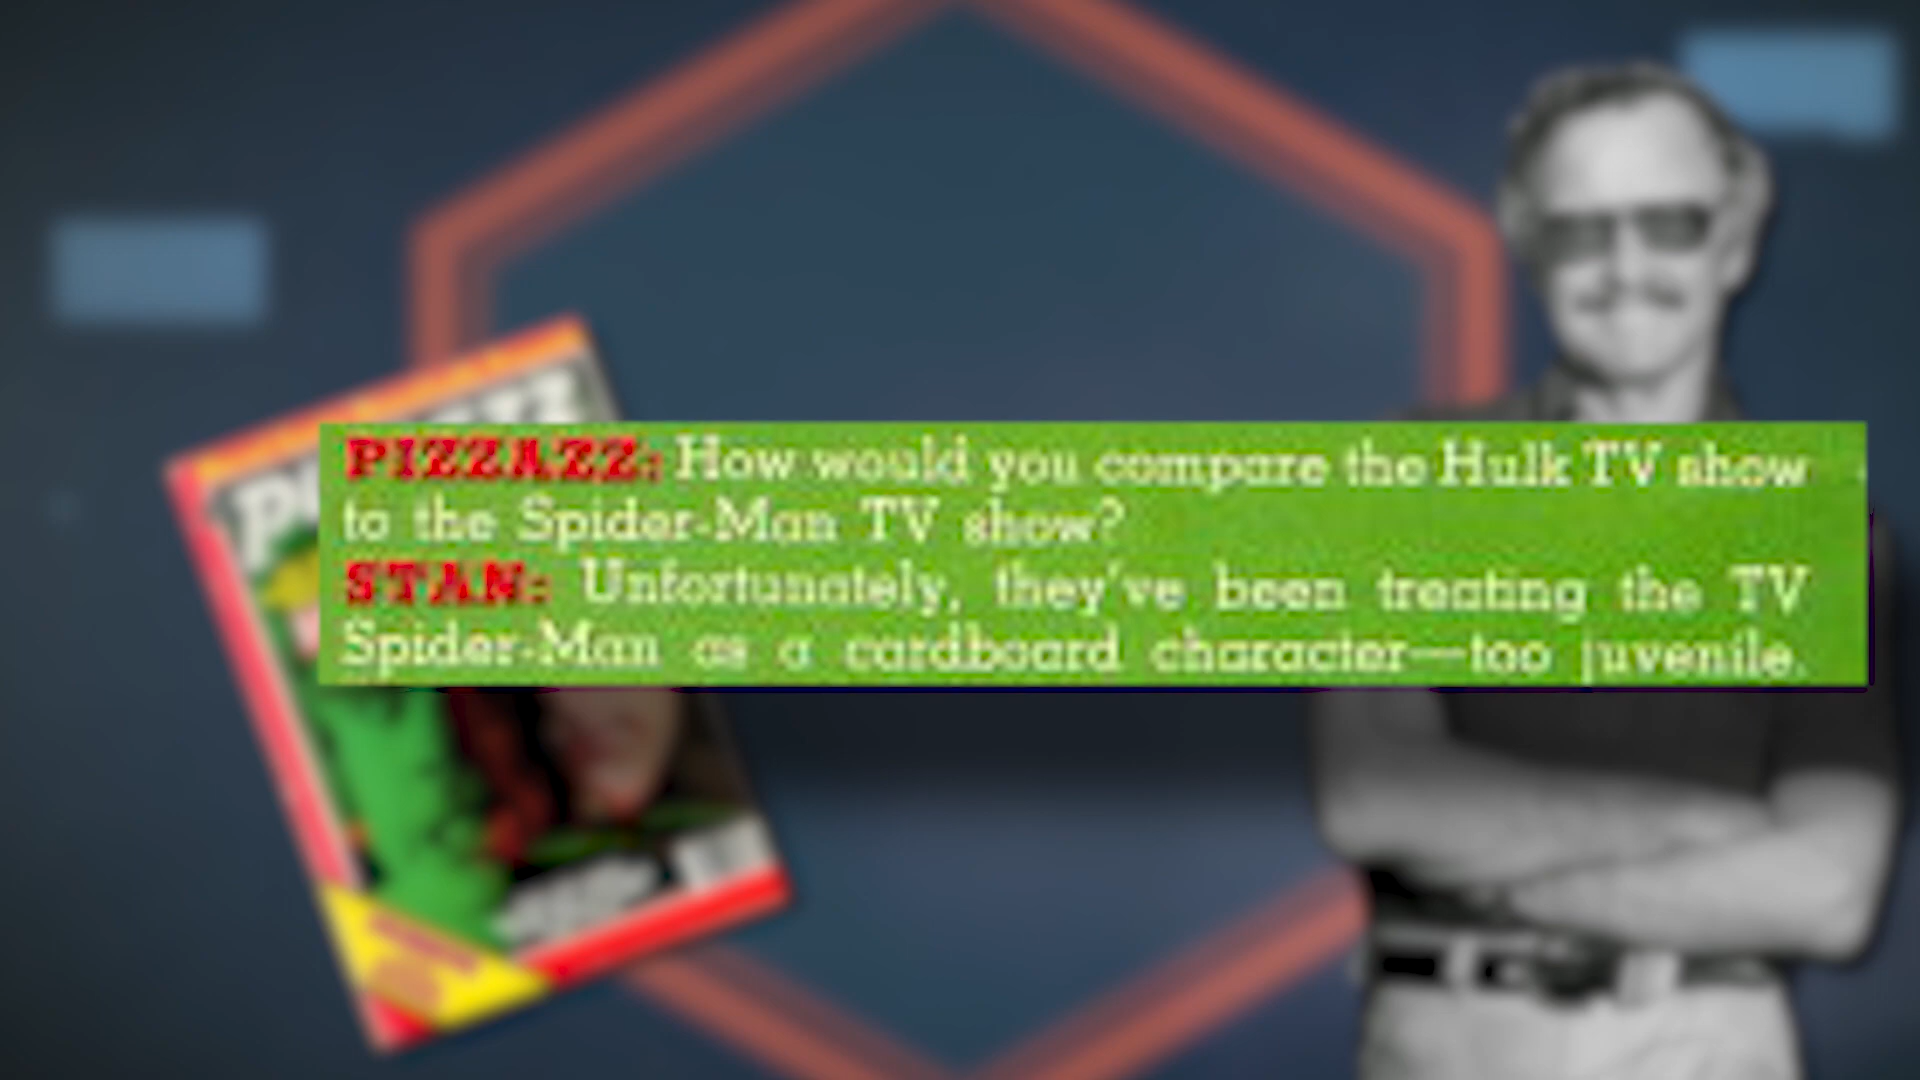 PIZZAZZ: How would you compare the Hulk TV show
to the Spider-Man TV show?
STAN: Unfortunately, they've been treating the TV
Spider-Man as a cardboard character—too juvenile.